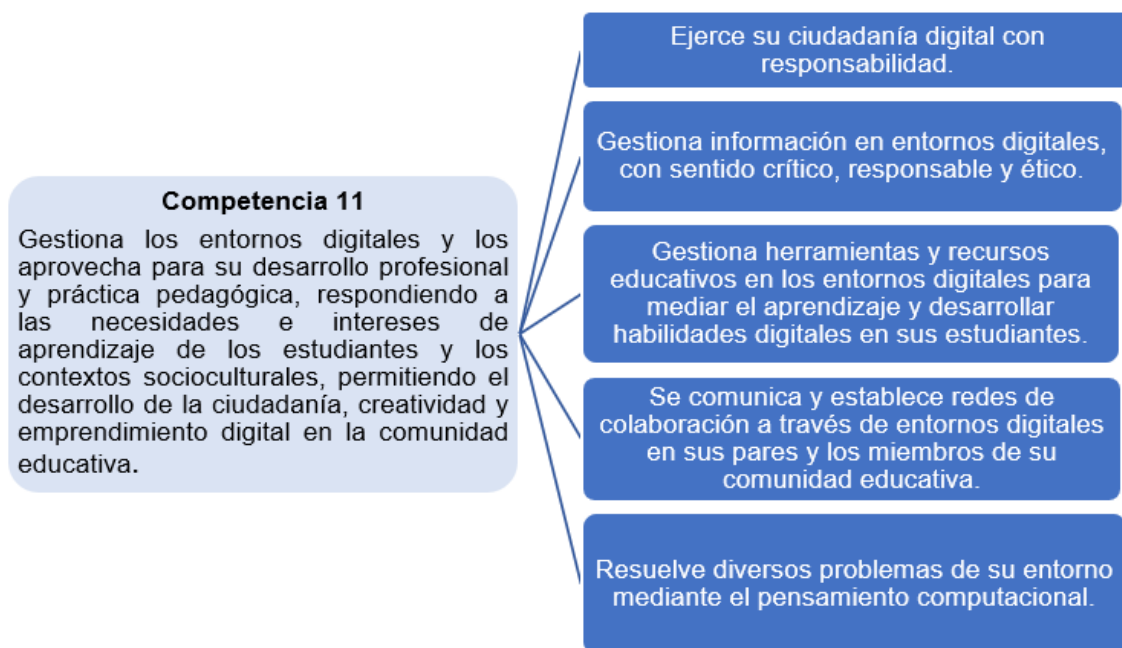 Competencia 11
Gestiona los entornos digitales y los
aprovecha para su desarrollo profesional
y práctica pedagógica, respondiendo a
las necesidades e intereses de
aprendizaje de los estudiantes y los
contextos socioculturales, permitiendo el
desarrollo de la ciudadanía, creatividad y
emprendimiento digital en la comunidad
educativa.
Ejerce su ciudadanía digital con
responsabilidad.
Gestiona información en entornos digitales,
con sentido crítico, responsable y ético.
Gestiona herramientas y recursos
educativos en los entornos digitales para
mediar el aprendizaje y desarrollar
habilidades digitales en sus estudiantes.
Se comunica y establece redes de
colaboración a través de entornos digitales
en sus pares y los miembros de su
comunidad educativa.
Resuelve diversos problemas de su entorno
mediante el pensamiento computacional.